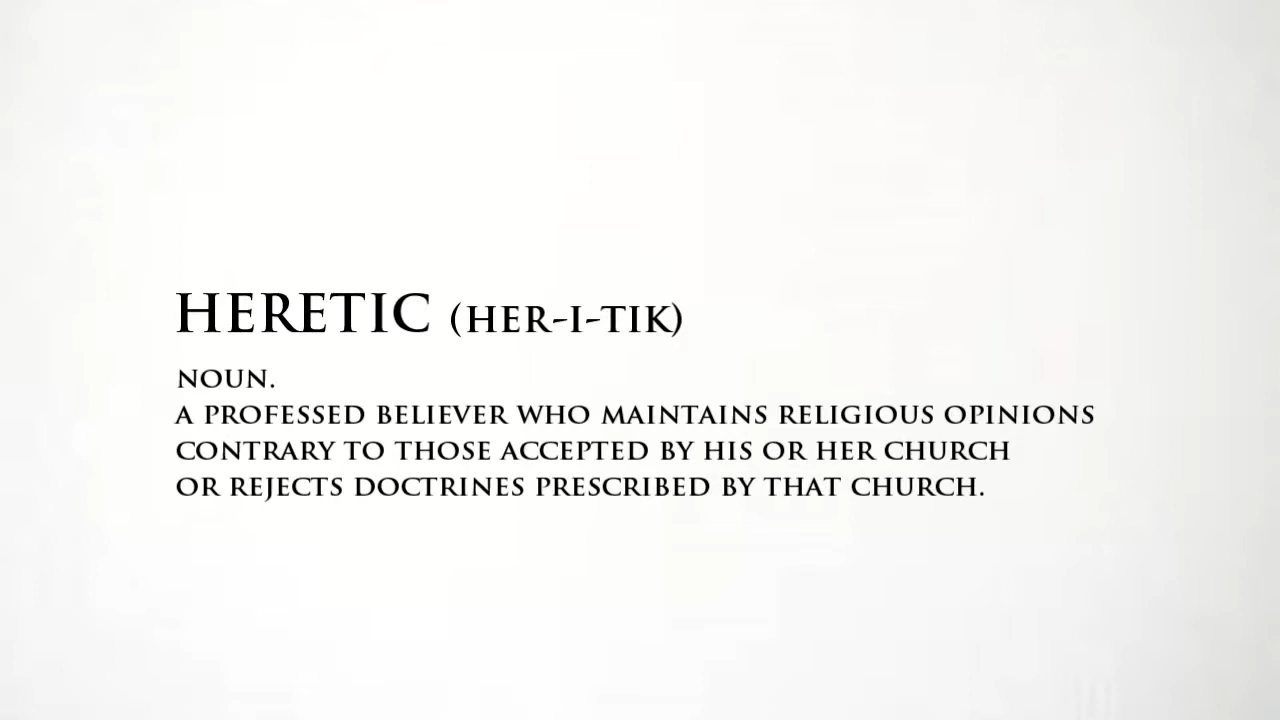 HERETIC (HER-I-TIK)
NOUN.
A PROFESSED BELIEVER WHO MAINTAINS RELIGIOUS OPINIONS
CONTRARY TO THOSE ACCEPTED BY HIS OR HER CHURCH
OR REJECTS DOCTRINES PRESCRIBED BY THAT CHURCH.